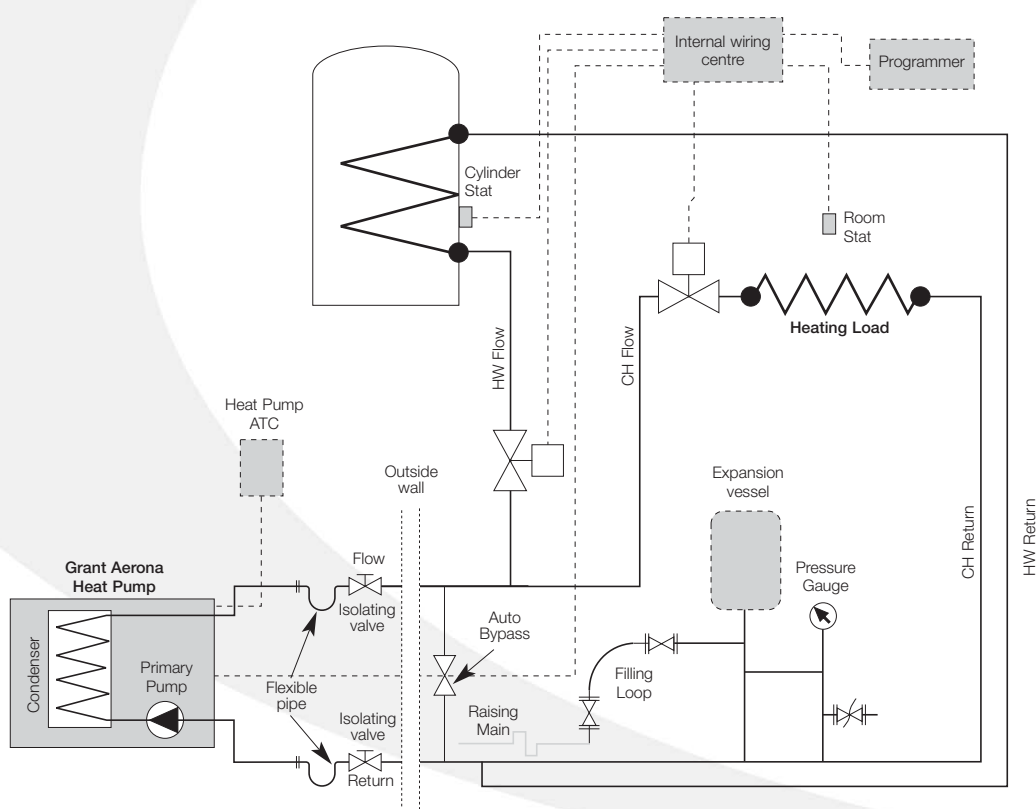 Internal wiring
centre
Programmer
Cylinder
Stat
Room
Stat
Heating Load
HW Flow
CH Flow
Heat Pump
ATC
Outside
wall
Expansion
vessel
CH Return
HW Return
Grant Aerona
Heat Pump
Flow
Isolating
valve
Pressure
Gauge
Auto
Bypass
Condenser
Primary
Pump
Flexible
pipe
Filling
Loop
Isolating
valve
Raising
Main
Return